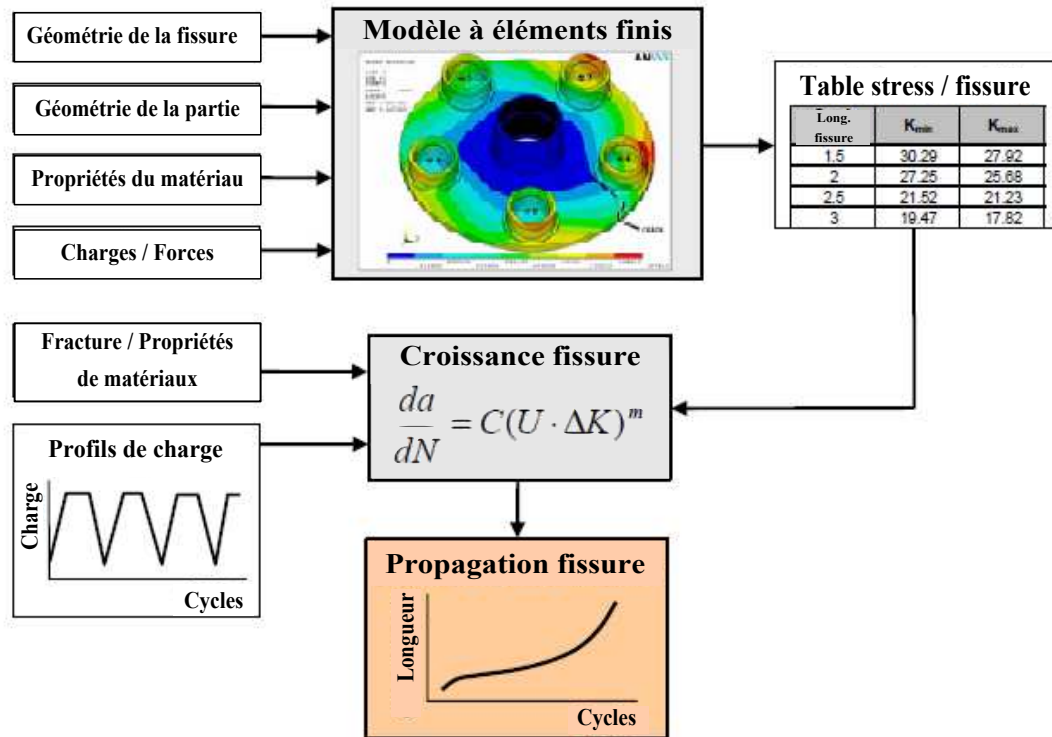 Géométrie de la fissure
Géométrie de la partie
Propriétés du matériau
Charges / Forces
Modèle à éléments finis
Table stress / fissure
Long. fissure Kmin Kmax
1.5 30.29 27.92
2 27.25 25.68
2.5 21.52 21.23
3 19.47 17.82
Fracture / Propriétés
de matériaux
Profils de charge
Charge
Cycles
Croissance fissure
da/dN = C(U · ΔK)^m
Propagation fissure
Longueur
Cycles